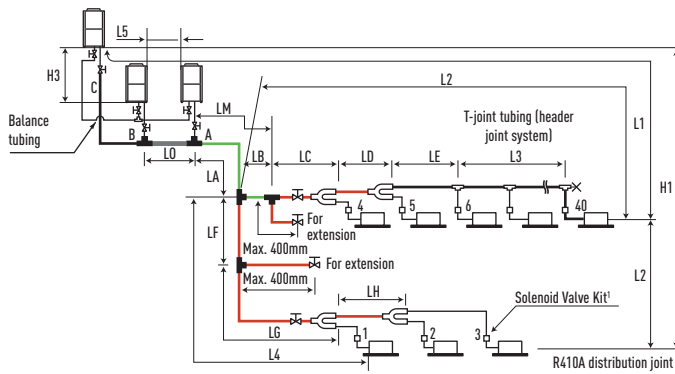 L5
H3
C
L2
LM
T-joint tubing (header
joint system)
L1
Balance
tubing
B
A
LO
LB
LC
LD
LE
L3
H1
LA
4
5
6
40
For
extension
LF
Max. 400mm
For extension
Max. 400mm
L2
LH
Solenoid Valve Kit¹
LG
1
2
3
L4
R410A distribution joint